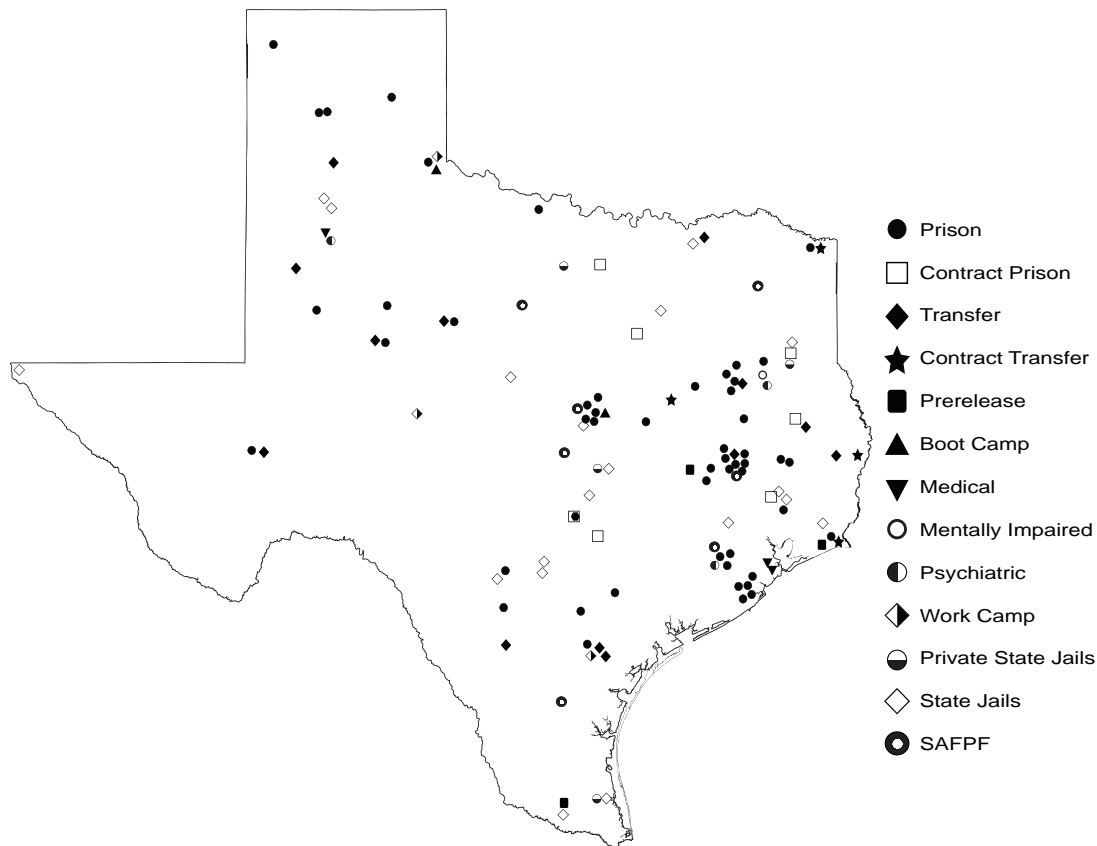 Prison
Contract Prison
Transfer
Contract Transfer
Prerelease
Boot Camp
Medical
Mentally Impaired
Psychiatric
Work Camp
Private State Jails
State Jails
SAFPF